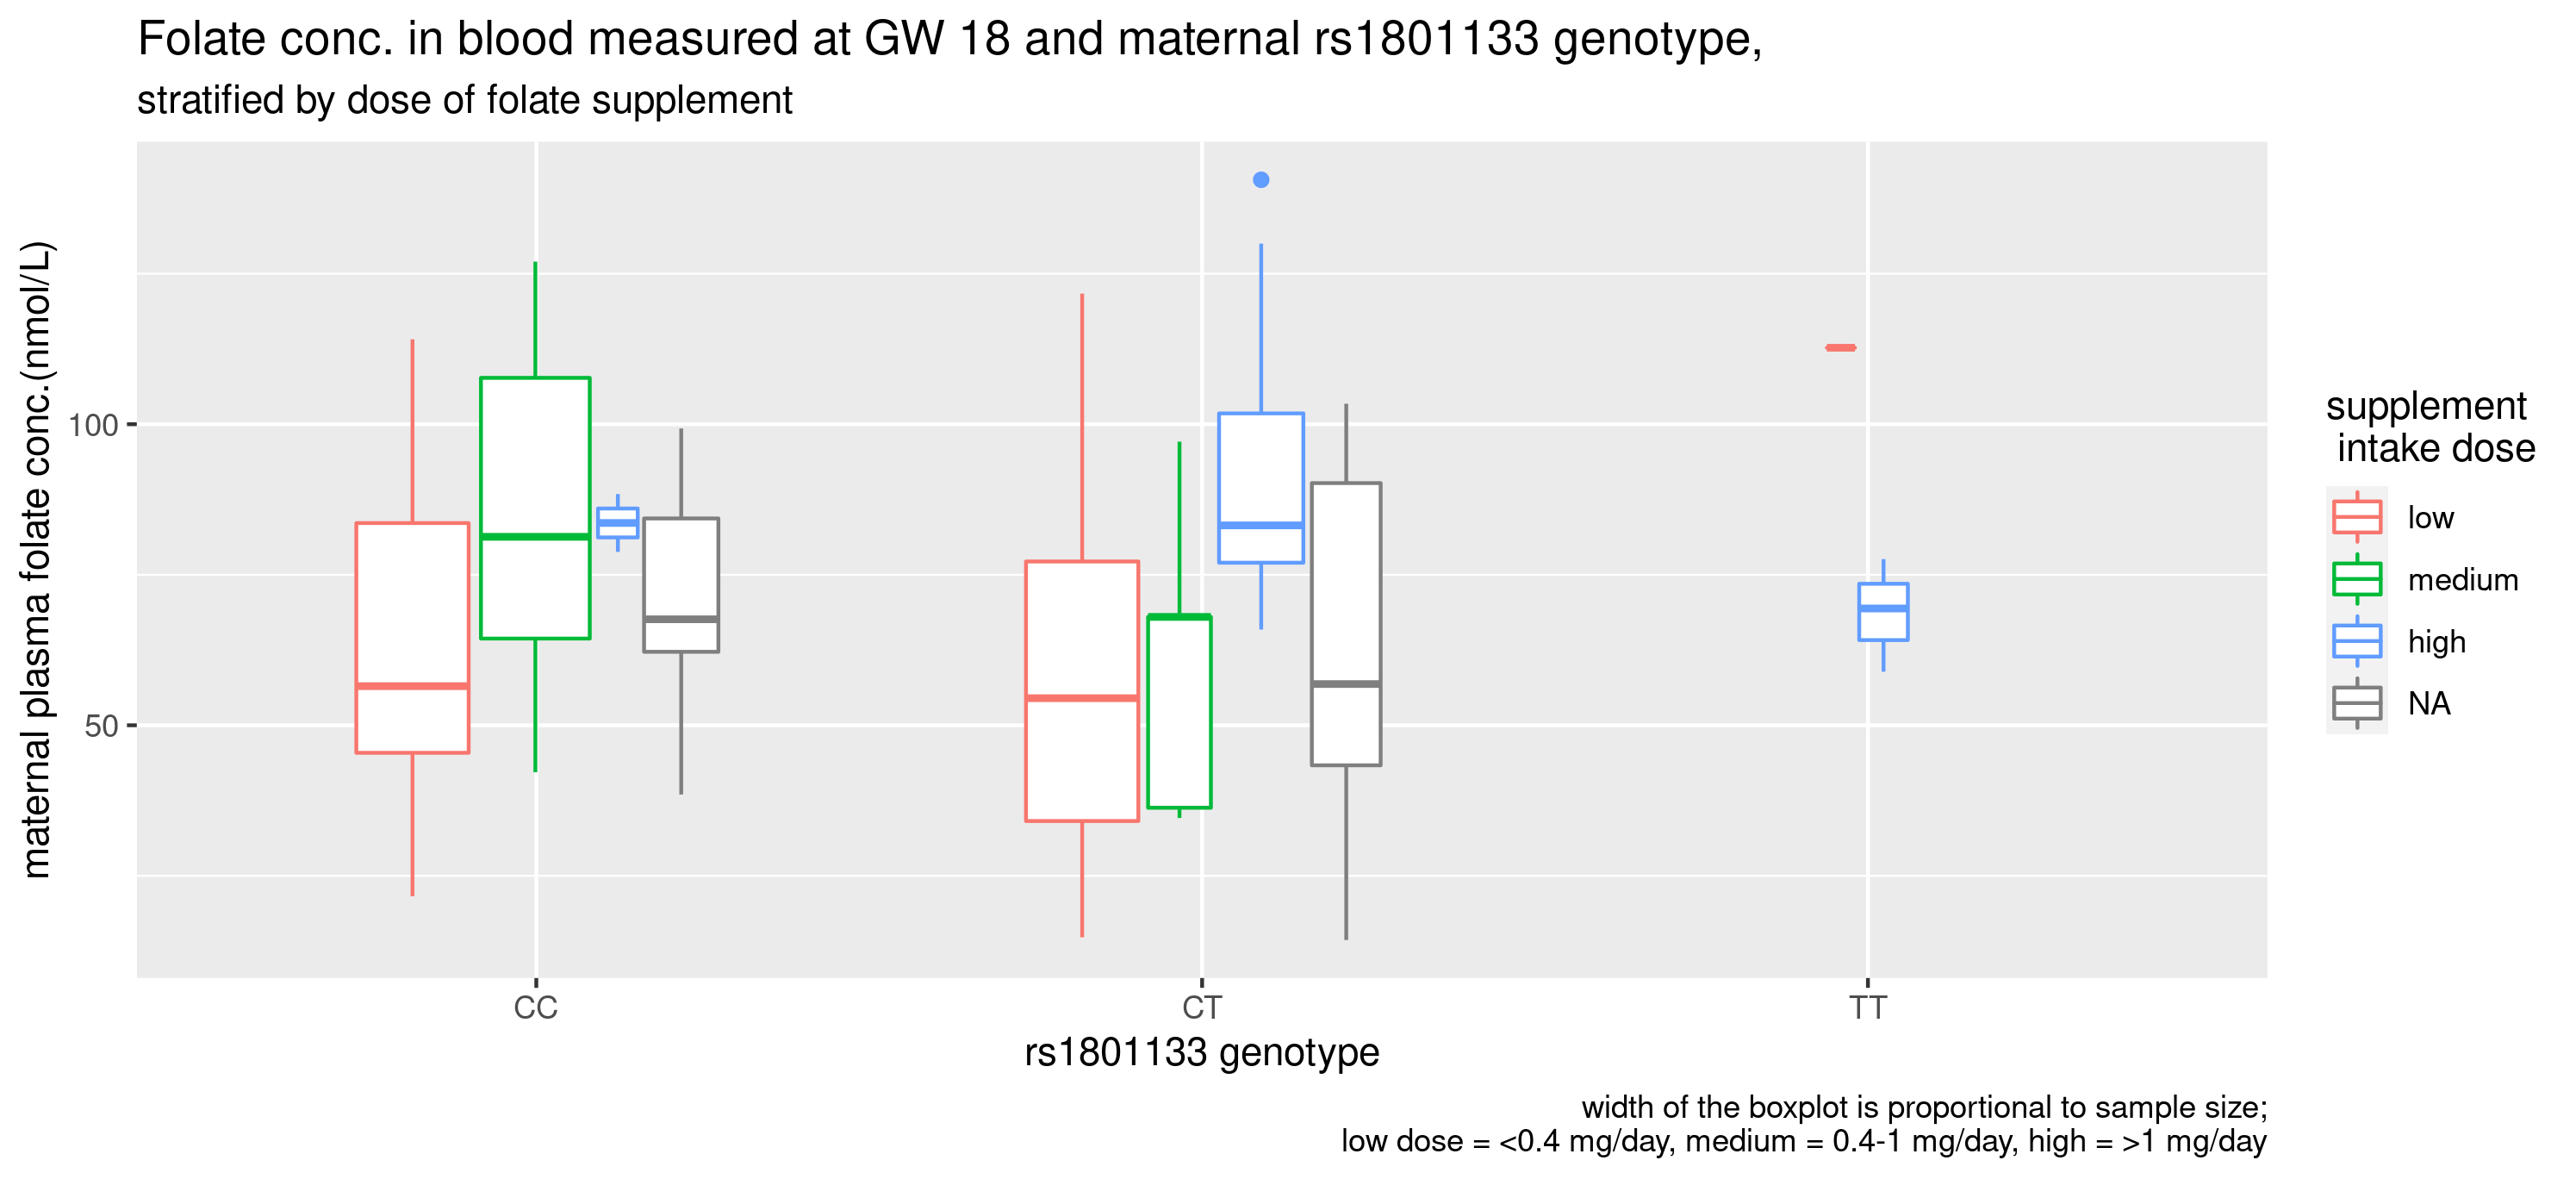 Folate conc. in blood measured at GW 18 and maternal rs1801133 genotype,
stratified by dose of folate supplement
maternal plasma folate conc.(nmol/L)
100
50
CC
CT
TT
rs1801133 genotype
supplement
intake dose
low
medium
high
NA
width of the boxplot is proportional to sample size;
low dose = <0.4 mg/day, medium = 0.4-1 mg/day, high = >1 mg/day